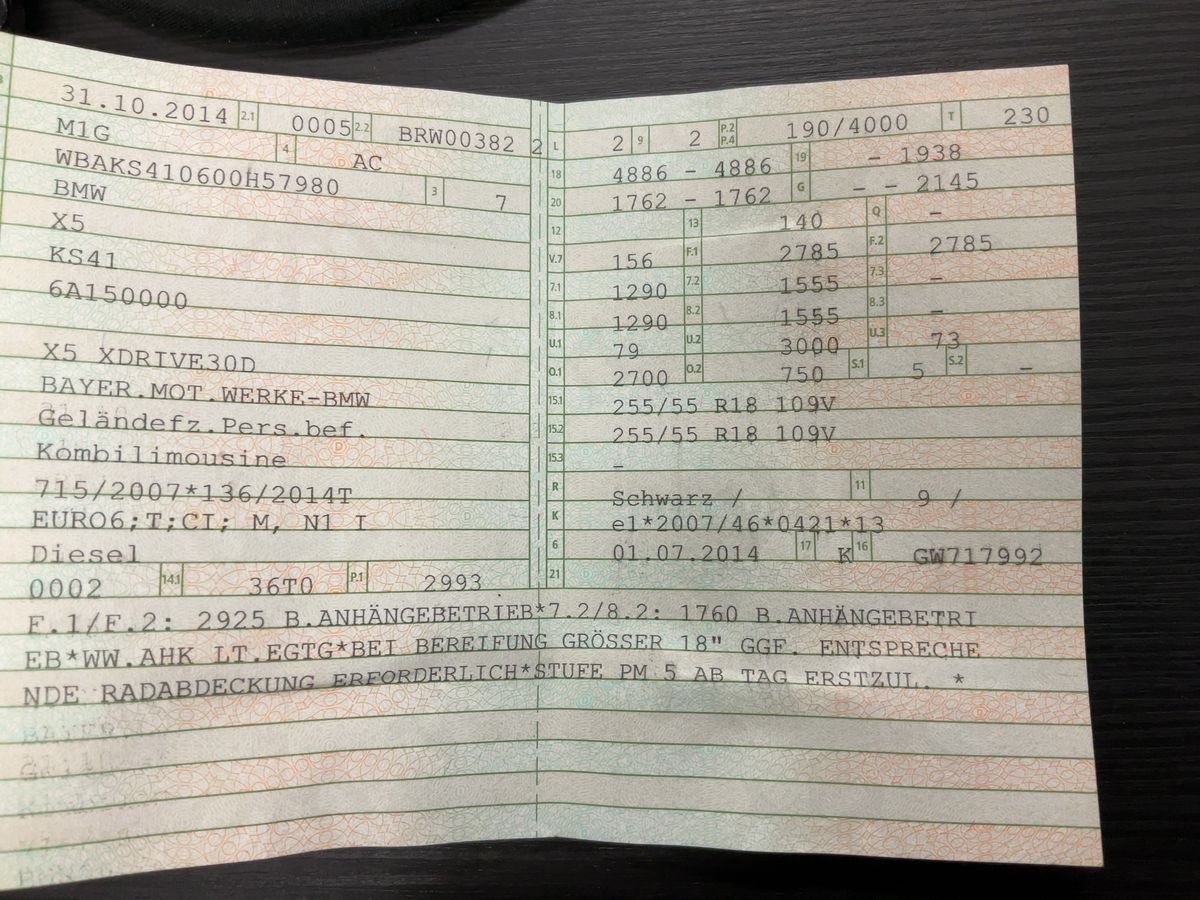 31.10.2014 2.1 0005 2.2 BRW00382 2
M1G 4 AC
WBAKS410600H57980 3 7
BMW
X5
KS41
6A150000
X5 XDRIVE30D
BAYER.MOT.WERKE-BMW
Geländefz.Pers.bef.
Kombilimousine
715/2007*136/2014T
EURO6;T;CI; M, N1 I
Diesel
0002 14.1 36T0 P.1 2993
L 2 9 2 P.2 P.4 190/4000 T 230
18 4886 - 4886 19 - 1938
20 1762 - 1762 G - - 2145
12 13 140 Q -
V.7 156 F.1 2785 F.2 2785
7.1 1290 7.2 1555 7.3 -
8.1 1290 8.2 1555 8.3 -
U.1 79 U.2 3000 U.3 73
O.1 2700 O.2 750 S.1 5 S.2 -
15.1 255/55 R18 109V
15.2 255/55 R18 109V
15.3 -
R Schwarz / 11 9 /
K e1*2007/46*0421*13
6 01.07.2014 17 K 16 GW717992
21
F.1/F.2: 2925 B.ANHÄNGEBETRIEB*7.2/8.2: 1760 B.ANHÄNGEBETRI
EB*WW.AHK LT.EGTG*BEI BEREIFUNG GRÖSSER 18" GGF. ENTSPRECHE
NDE RADABDECKUNG ERFORDERLICH*STUFE PM 5 AB TAG ERSTZUL. *